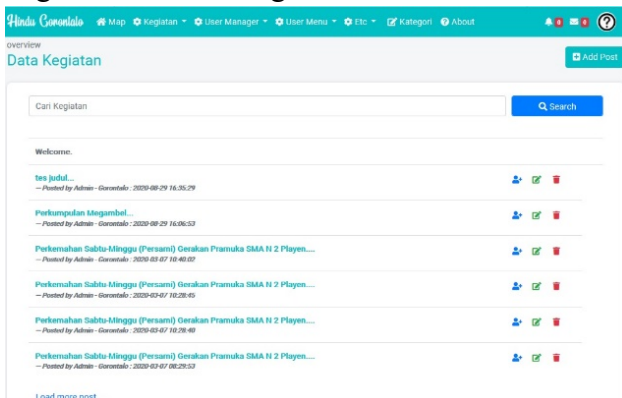 Hindu Gorontalo Map Kegiatan User Manager User Menu Etc Kategori About 0 0 ?
overview
Data Kegiatan
Add Post
Cari Kegiatan
Search
Welcome.
tes judul...
— Posted by Admin - Gorontalo : 2020-08-29 16:35:29
Perkumpulan Megambel...
— Posted by Admin - Gorontalo : 2020-08-29 16:06:53
Perkemahan Sabtu-Minggu (Persami) Gerakan Pramuka SMA N 2 Playen....
— Posted by Admin - Gorontalo : 2020-03-07 10:40:02
Perkemahan Sabtu-Minggu (Persami) Gerakan Pramuka SMA N 2 Playen....
— Posted by Admin - Gorontalo : 2020-03-07 10:28:45
Perkemahan Sabtu-Minggu (Persami) Gerakan Pramuka SMA N 2 Playen....
— Posted by Admin - Gorontalo : 2020-03-07 10:28:40
Perkemahan Sabtu-Minggu (Persami) Gerakan Pramuka SMA N 2 Playen....
— Posted by Admin - Gorontalo : 2020-03-07 08:29:53
Load more post